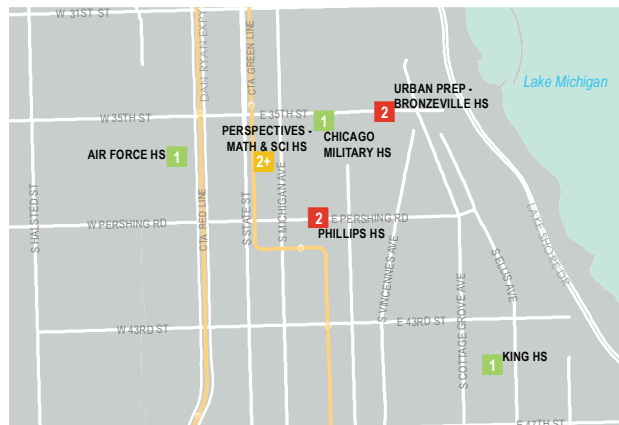 W 31ST ST
DAN RYAN EXPY
CTA GREEN LINE
Lake Michigan
URBAN PREP -
BRONZEVILLE HS
2
W 35TH ST
E 35TH ST
1
CHICAGO
MILITARY HS
PERSPECTIVES -
MATH & SCI HS
2+
AIR FORCE HS
1
S HALSTED ST
CTA RED LINE
S STATE ST
S MICHIGAN AVE
W PERSHING RD
2
E PERSHING RD
PHILLIPS HS
S VINCENNES AVE
S COTTAGE GROVE AVE
S ELLIS AVE
LAKE SHORE DR
W 43RD ST
E 43RD ST
1
KING HS
E 47TH ST